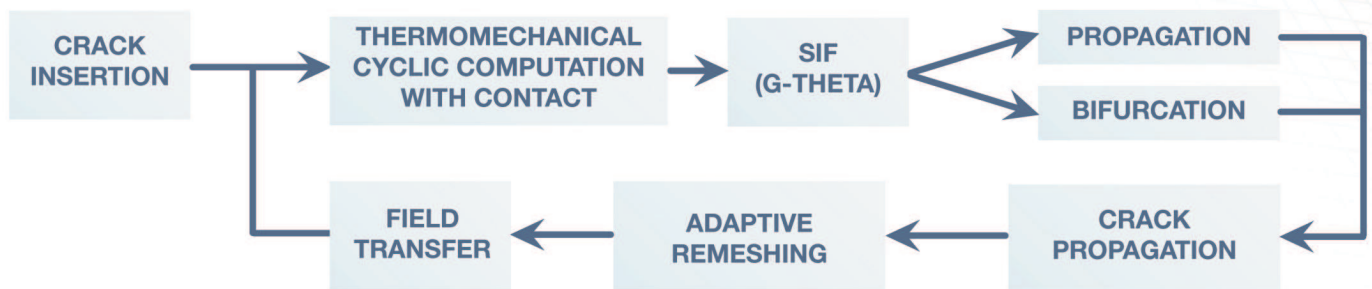 CRACK
INSERTION
THERMOMECHANICAL
CYCLIC COMPUTATION
WITH CONTACT
SIF
(G-THETA)
PROPAGATION
BIFURCATION
CRACK
PROPAGATION
ADAPTIVE
REMESHING
FIELD
TRANSFER